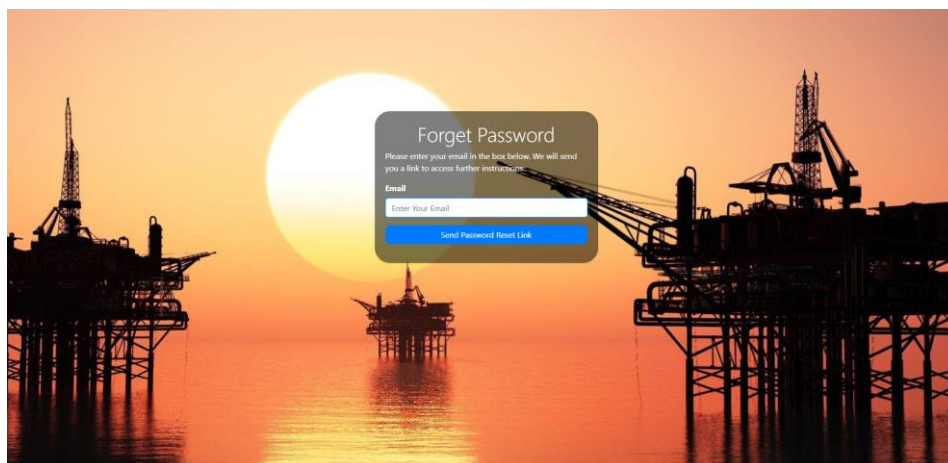 Forget Password
Please enter your email in the box below. We will send
you a link to access further instructions.
Email
Enter Your Email
Send Password Reset Link